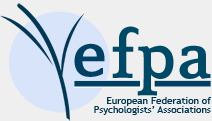 efpa
European Federation of
Psychologists' Associations